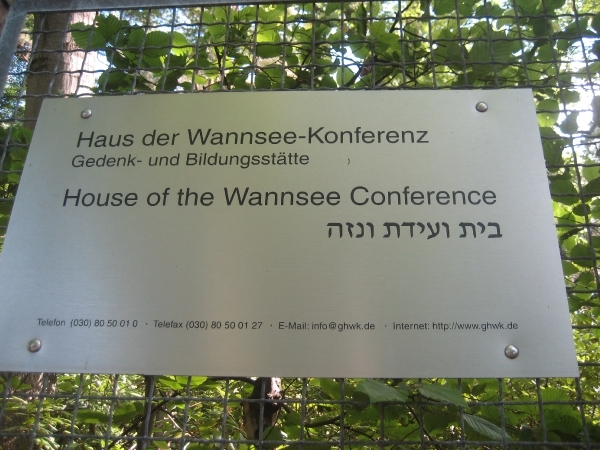 Haus der Wannsee-Konferenz
Gedenk- und Bildungsstätte
House of the Wannsee Conference
בית ועידת ונזה
Telefon (030) 80 50 01 0 · Telefax (030) 80 50 01 27 · E-Mail: info@ghwk.de · Internet: http://www.ghwk.de